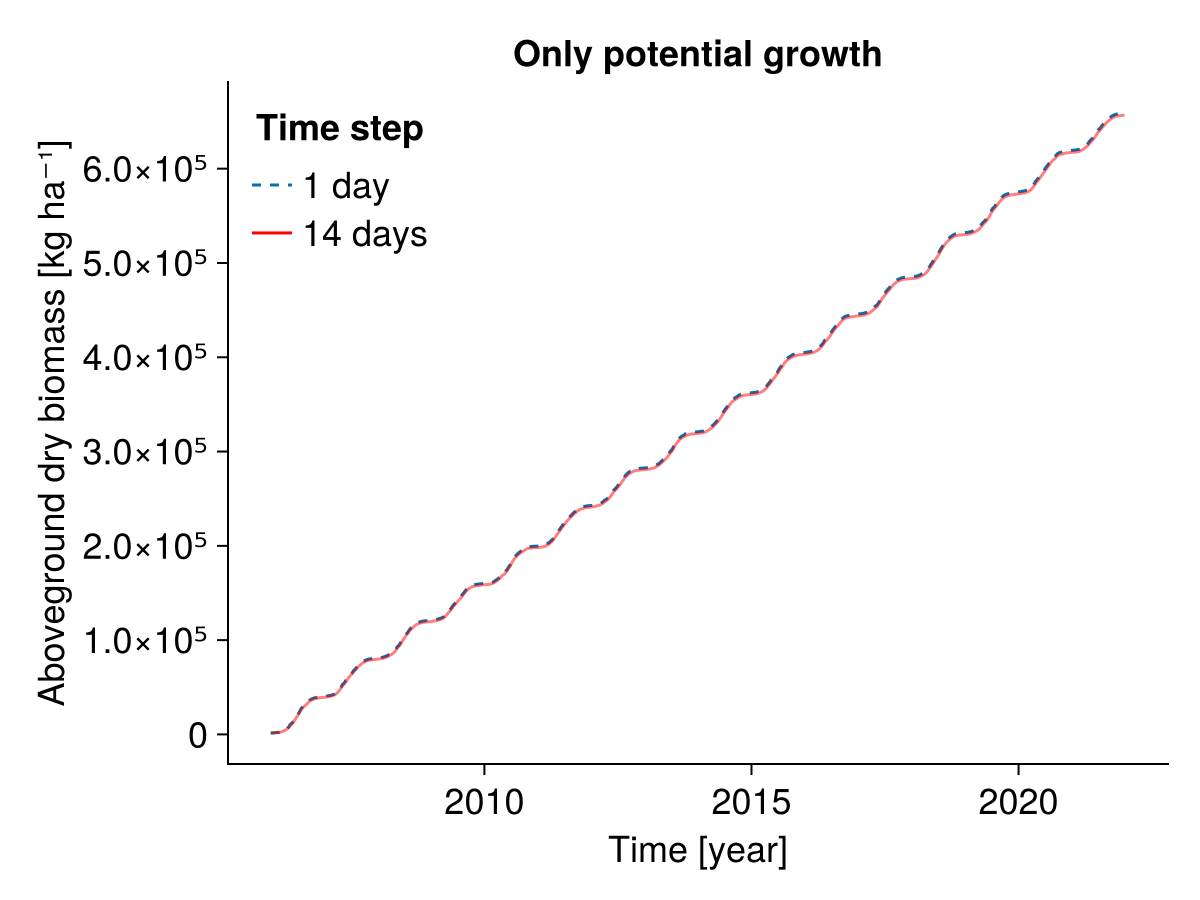 Only potential growth
Time step
1 day
14 days
Aboveground dry biomass [kg ha⁻¹]
6.0×10⁵
5.0×10⁵
4.0×10⁵
3.0×10⁵
2.0×10⁵
1.0×10⁵
0
2010 2015 2020
Time [year]